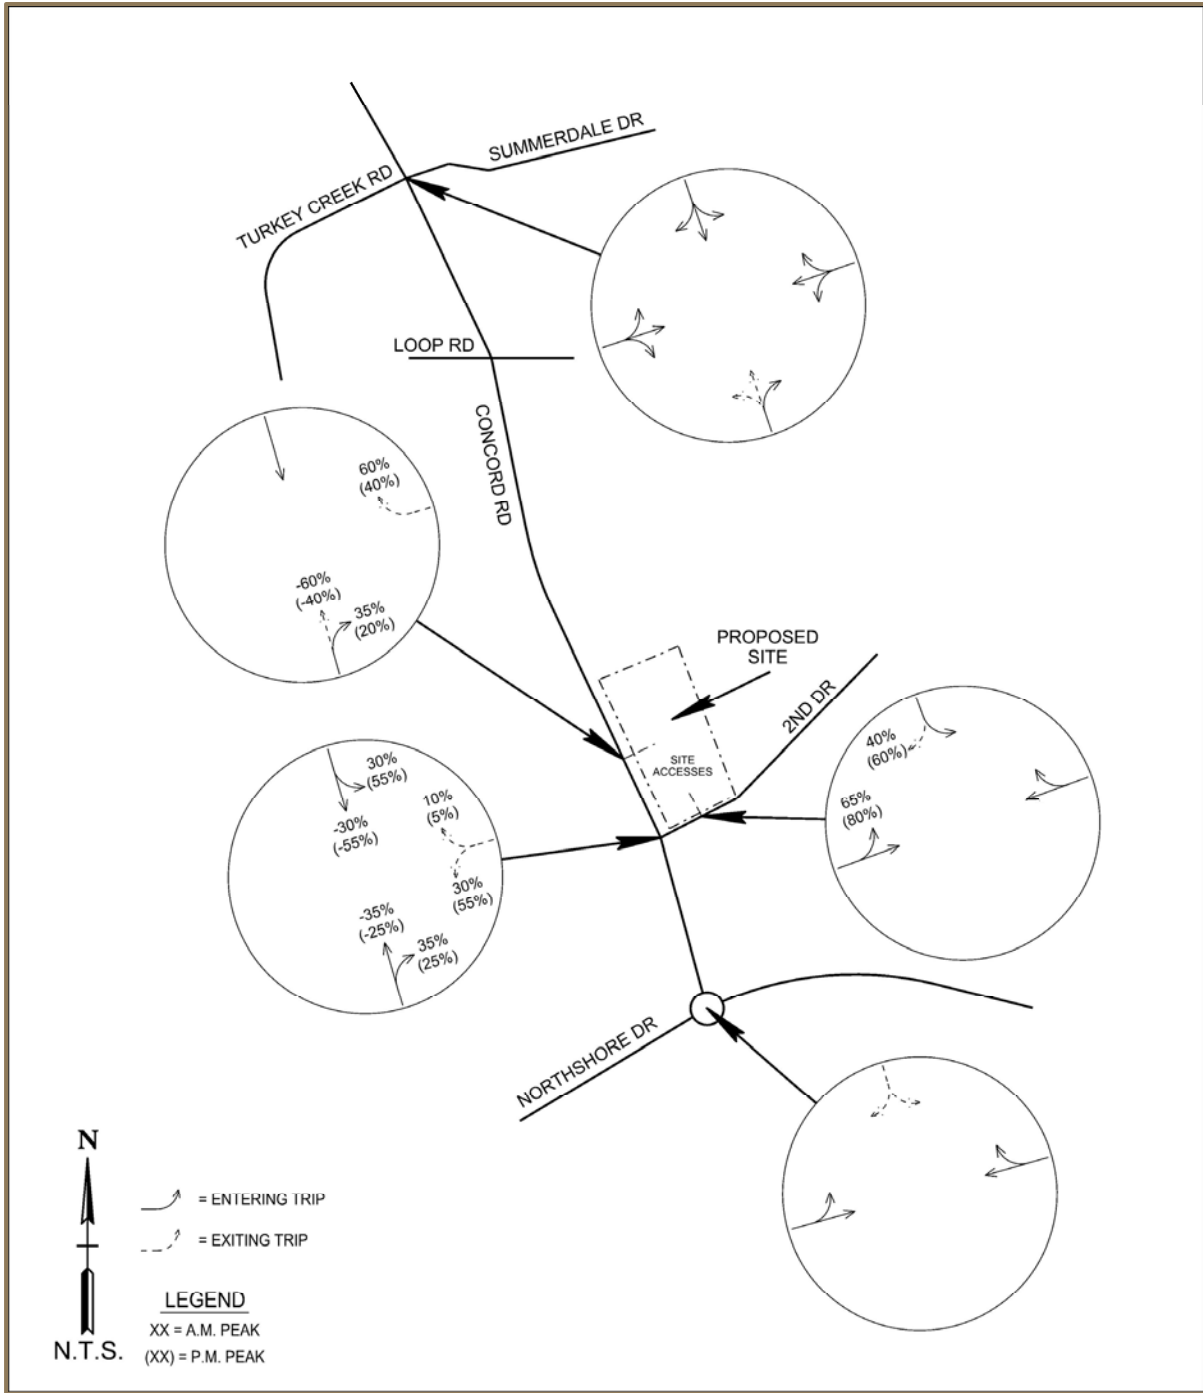 SUMMERDALE DR
TURKEY CREEK RD
LOOP RD
CONCORD RD
60%
(40%)
-60%
(-40%)
35%
(20%)
PROPOSED
SITE
2ND DR
SITE
ACCESSES
40%
(60%)
65%
(80%)
30%
(55%)
10%
(5%)
-30%
(-55%)
30%
(55%)
-35%
(-25%)
35%
(25%)
NORTHSHORE DR
N
N.T.S.
= ENTERING TRIP
= EXITING TRIP
LEGEND
XX = A.M. PEAK
(XX) = P.M. PEAK